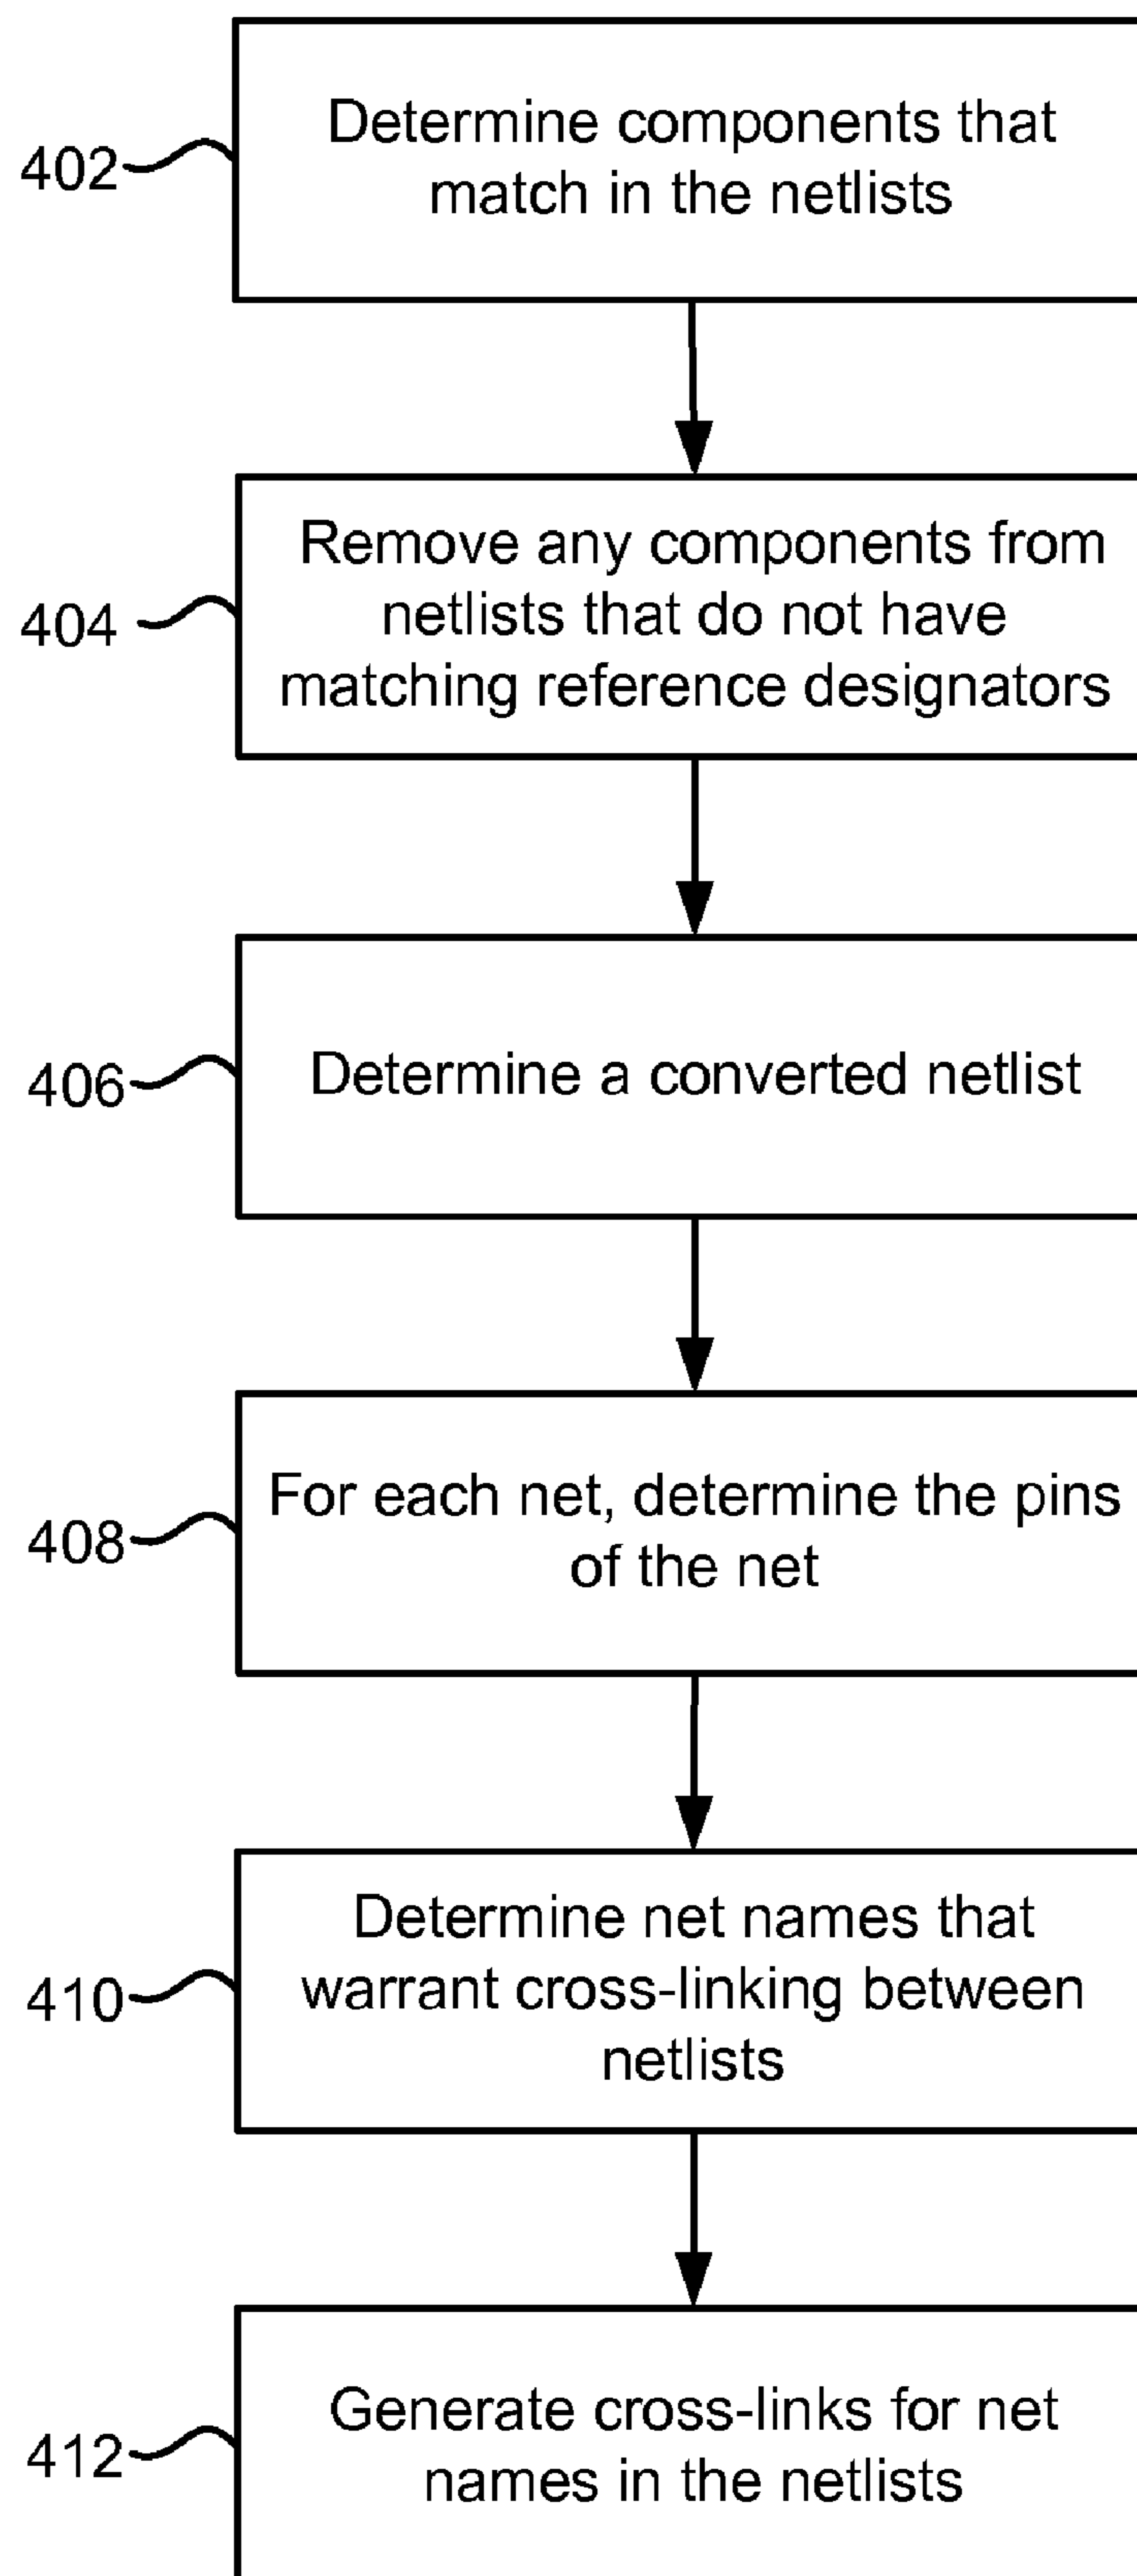 402
Determine components that
match in the netlists
404
Remove any components from
netlists that do not have
matching reference designators
406
Determine a converted netlist
408
For each net, determine the pins
of the net
410
Determine net names that
warrant cross-linking between
netlists
412
Generate cross-links for net
names in the netlists